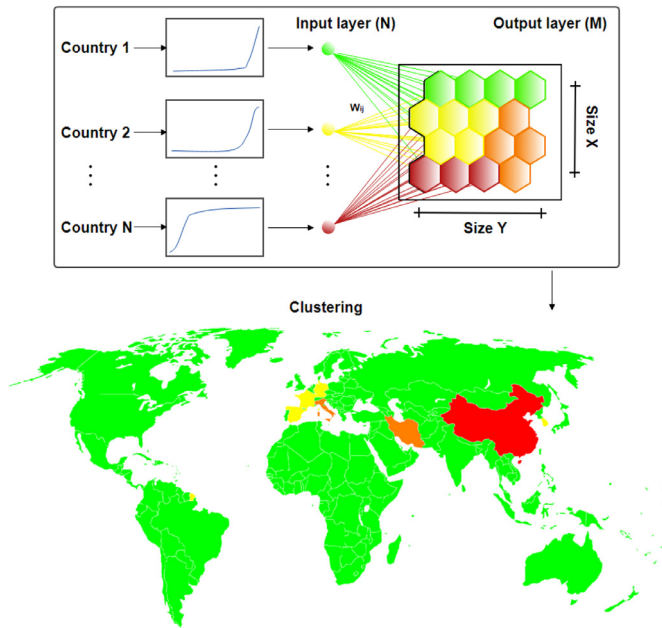 Input layer (N)
Output layer (M)
Country 1
Country 2
Country N
wij
Size X
Size Y
Clustering